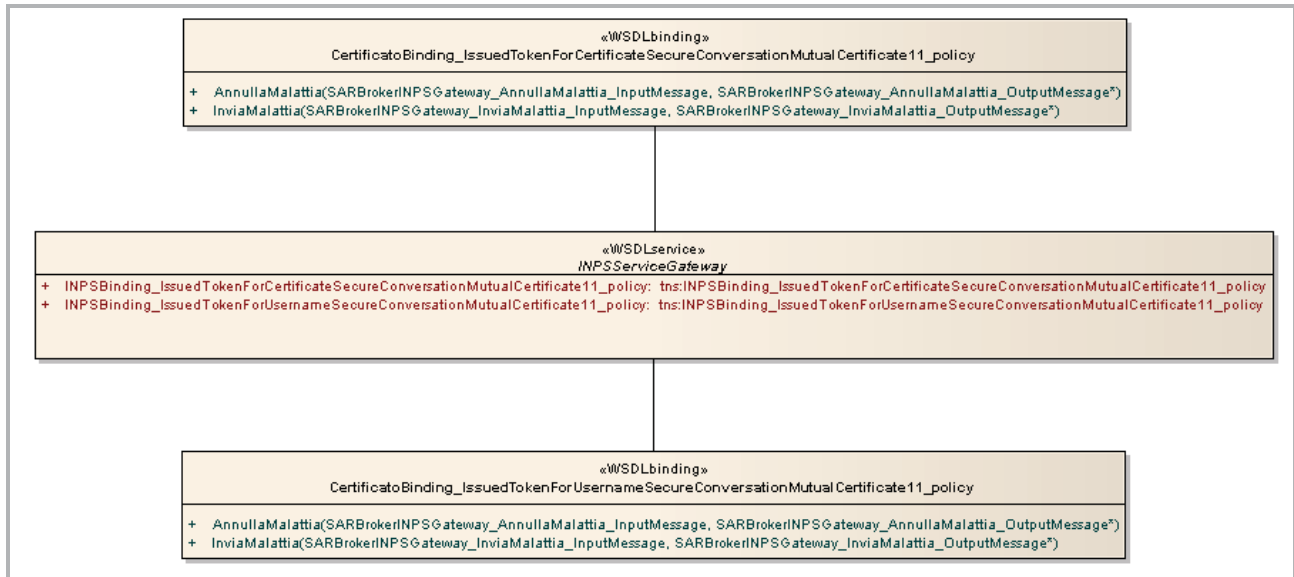 «WSDLbinding»
CertificatoBinding_IssuedTokenForCertificateSecureConversationMutualCertificate11_policy
+ AnnullaMalattia(SARBrokerINPSGateway_AnnullaMalattia_InputMessage, SARBrokerINPSGateway_AnnullaMalattia_OutputMessage*)
+ InviaMalattia(SARBrokerINPSGateway_InviaMalattia_InputMessage, SARBrokerINPSGateway_InviaMalattia_OutputMessage*)
«WSDLservice»
INPSServiceGateway
+ INPSBinding_IssuedTokenForCertificateSecureConversationMutualCertificate11_policy: tns:INPSBinding_IssuedTokenForCertificateSecureConversationMutualCertificate11_policy
+ INPSBinding_IssuedTokenForUsernameSecureConversationMutualCertificate11_policy: tns:INPSBinding_IssuedTokenForUsernameSecureConversationMutualCertificate11_policy
«WSDLbinding»
CertificatoBinding_IssuedTokenForUsernameSecureConversationMutualCertificate11_policy
+ AnnullaMalattia(SARBrokerINPSGateway_AnnullaMalattia_InputMessage, SARBrokerINPSGateway_AnnullaMalattia_OutputMessage*)
+ InviaMalattia(SARBrokerINPSGateway_InviaMalattia_InputMessage, SARBrokerINPSGateway_InviaMalattia_OutputMessage*)